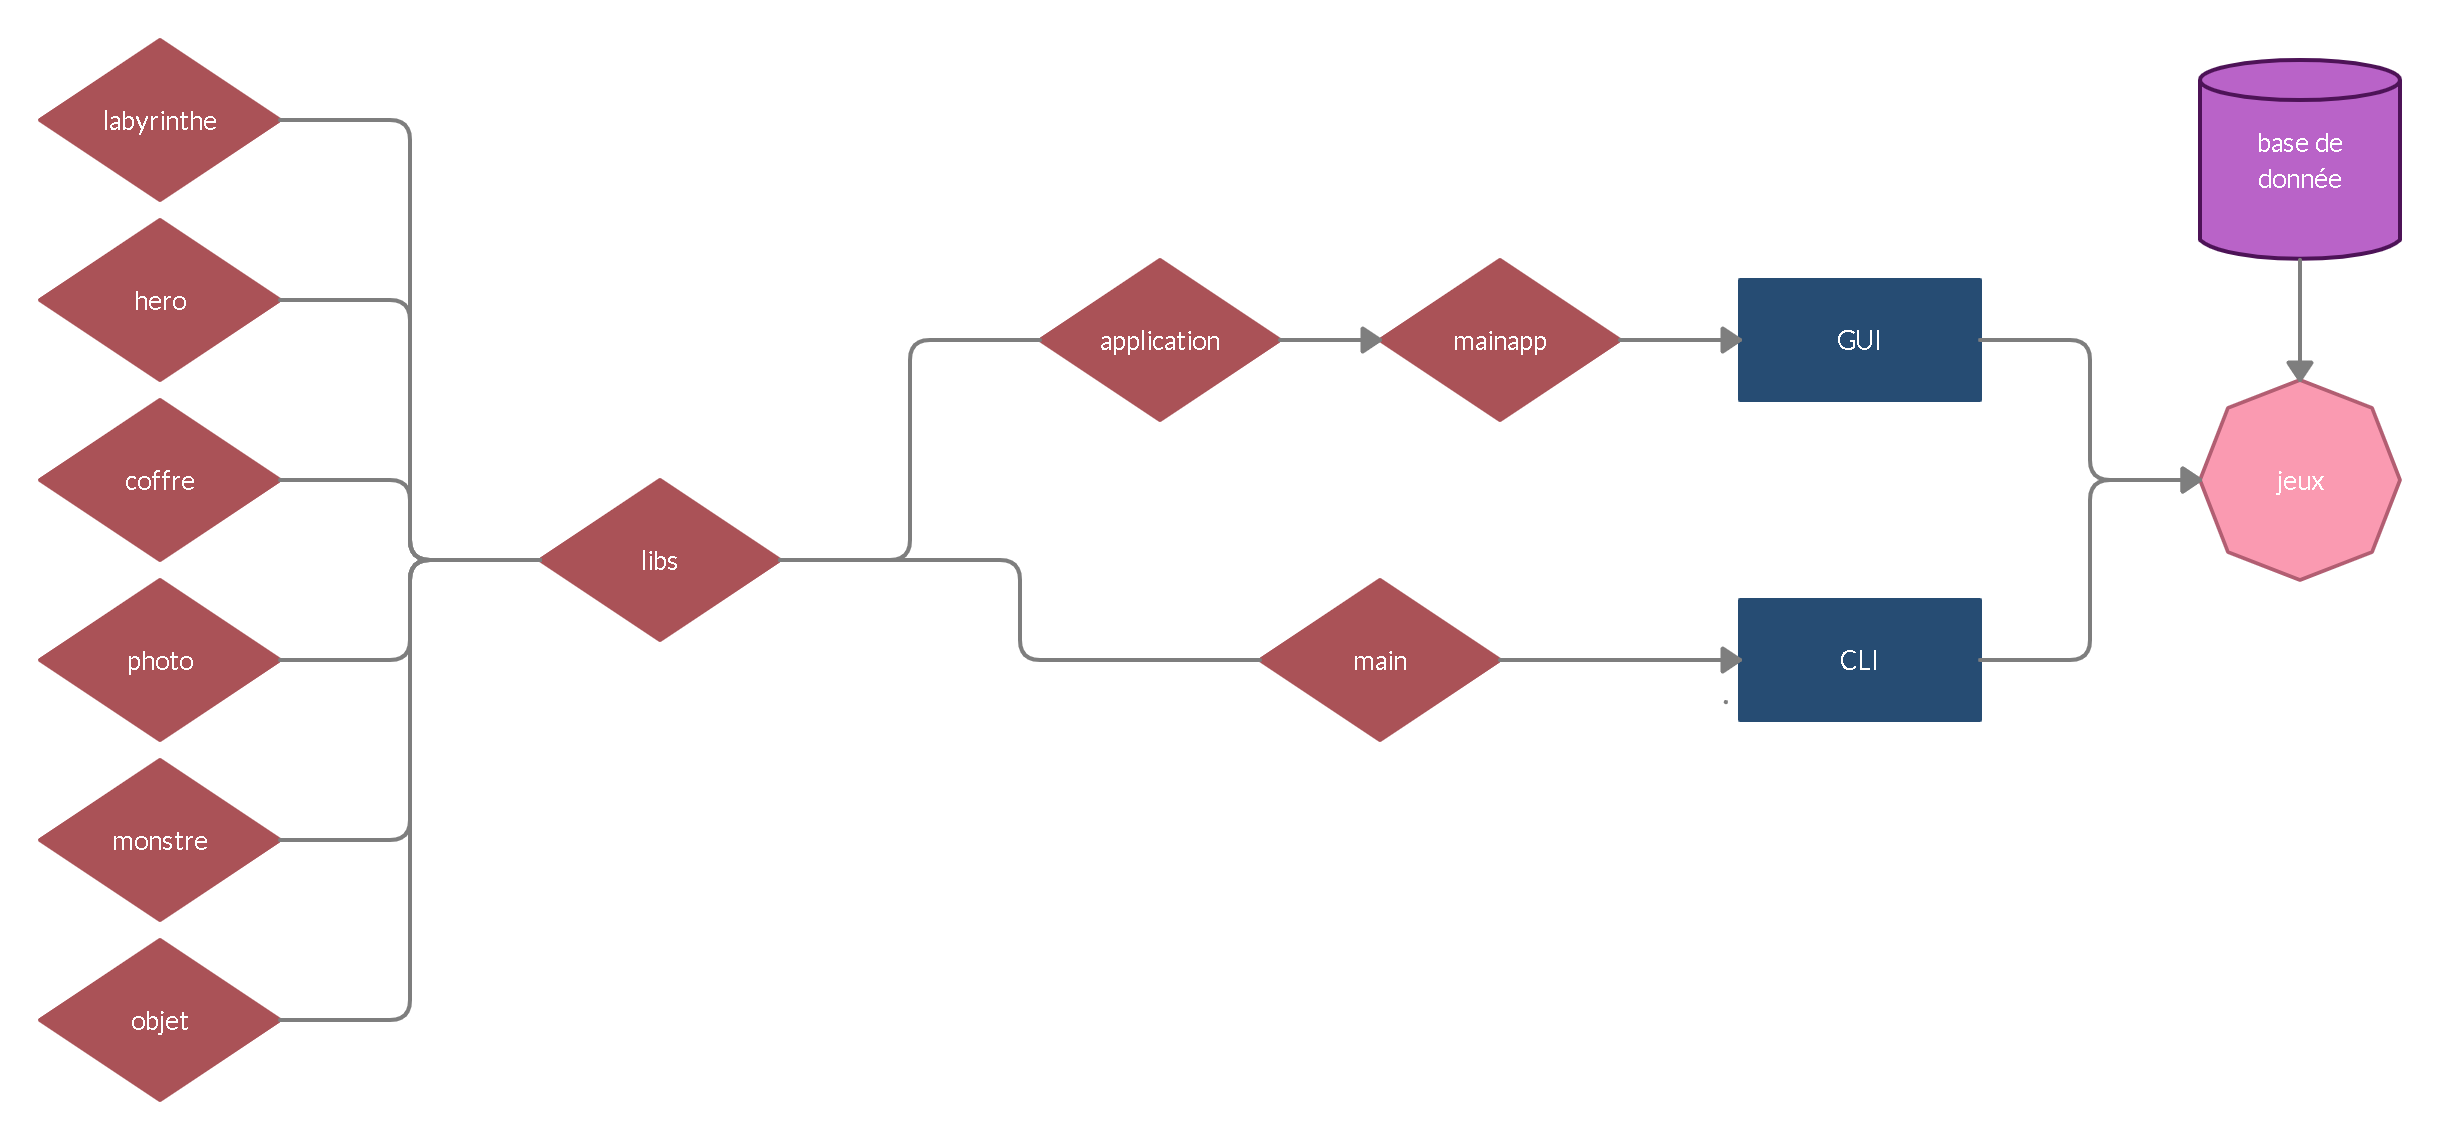 labyrinthe
hero
coffre
photo
monstre
objet
libs
application
mainapp
main
GUI
CLI
base de
donnée
jeux